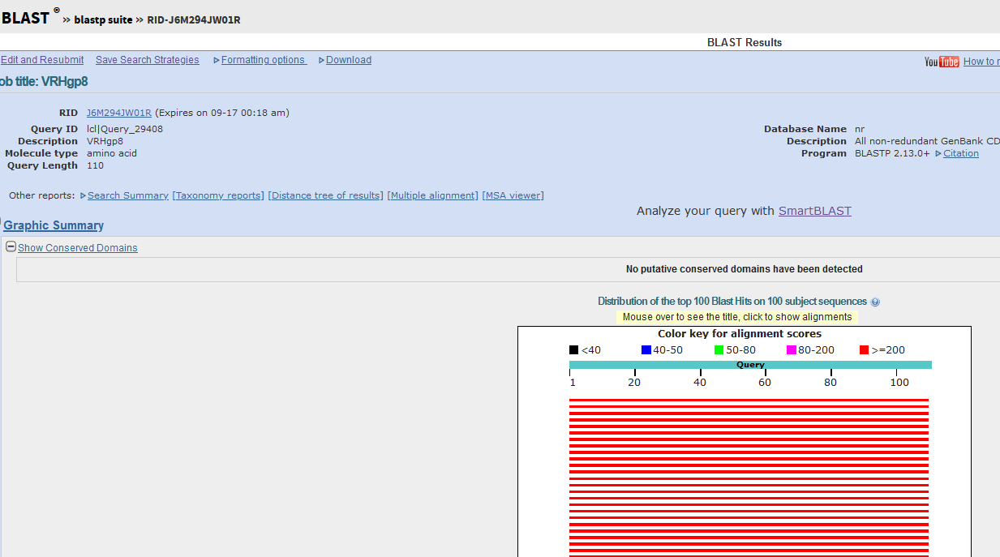 BLAST ® » blastp suite » RID-J6M294JW01R
BLAST Results
Edit and Resubmit Save Search Strategies Formatting options Download
YouTube How to r
ob title: VRHgp8
RID J6M294JW01R (Expires on 09-17 00:18 am)
Query ID lcl|Query_29408
Description VRHgp8
Molecule type amino acid
Query Length 110
Database Name nr
Description All non-redundant GenBank CD
Program BLASTP 2.13.0+ Citation
Other reports: Search Summary [Taxonomy reports] [Distance tree of results] [Multiple alignment] [MSA viewer]
Analyze your query with SmartBLAST
Graphic Summary
Show Conserved Domains
No putative conserved domains have been detected
Distribution of the top 100 Blast Hits on 100 subject sequences ?
Mouse over to see the title, click to show alignments
Color key for alignment scores
<40 40-50 50-80 80-200 >=200
Query
1 20 40 60 80 100